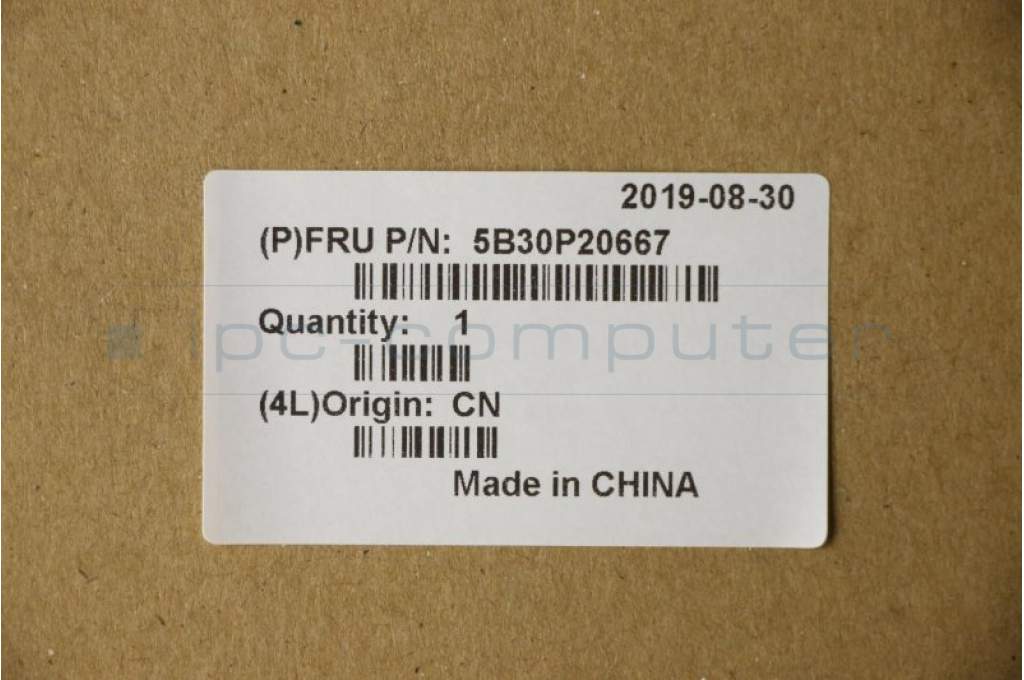 2019-08-30
(P)FRU P/N: 5B30P20667
Quantity: 1
ipc-computer
(4L)Origin: CN
Made in CHINA